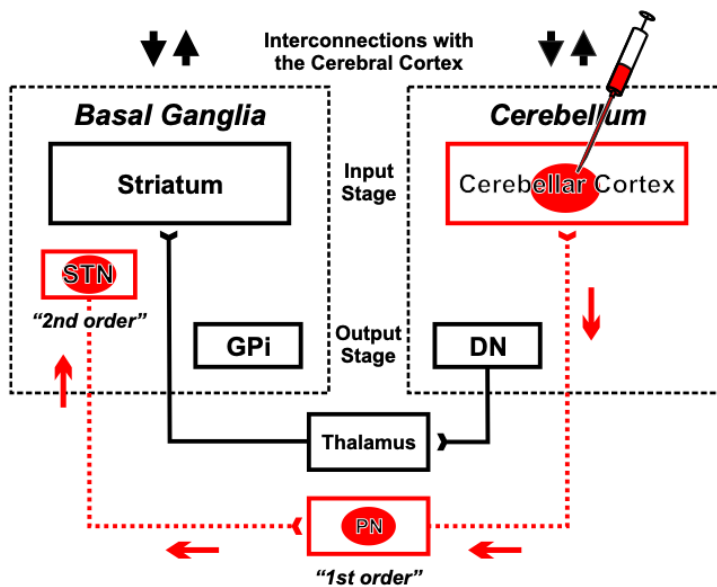 Interconnections with
the Cerebral Cortex
Basal Ganglia
Cerebellum
Striatum
Input
Stage
Cerebellar Cortex
STN
“2nd order”
GPi
Output
Stage
DN
Thalamus
PN
“1st order”